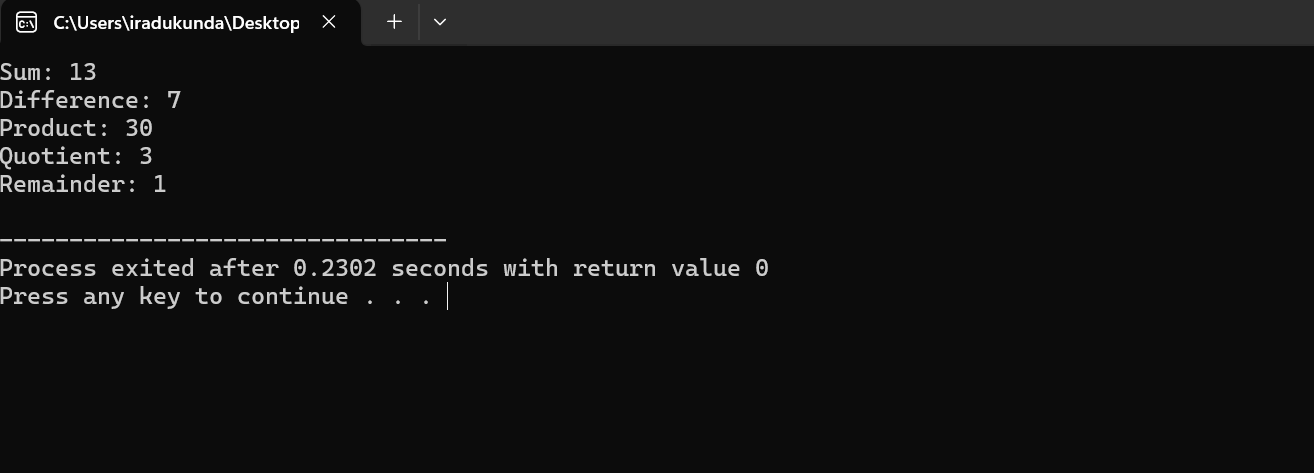 C:\Users\iradukunda\Desktop
Sum: 13
Difference: 7
Product: 30
Quotient: 3
Remainder: 1
--------------------------------
Process exited after 0.2302 seconds with return value 0
Press any key to continue . . .